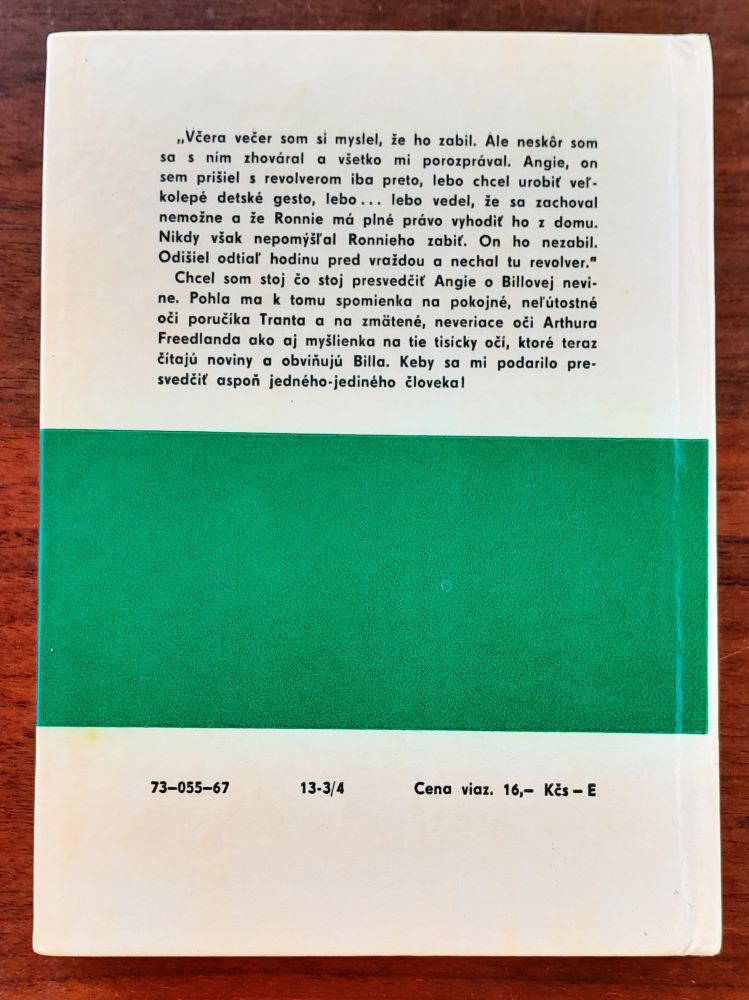 „Včera večer som si myslel, že ho zabil. Ale neskôr som
sa s ním zhováral a všetko mi porozprával. Angie, on
sem prišiel s revolverom iba preto, lebo chcel urobiť veľ-
kolepé detské gesto, lebo... lebo vedel, že sa zachoval
nemožne a že Ronnie má plné právo vyhodiť ho z domu.
Nikdy však nepomýšľal Ronnieho zabiť. On ho nezabil.
Odišiel odtiaľ hodinu pred vraždou a nechal tu revolver."
Chcel som stoj čo stoj presvedčiť Angie o Billovej nevi-
ne. Pohla ma k tomu spomienka na pokojné, neľútostné
oči poručíka Tranta a na zmätené, neveriace oči Arthura
Freedlanda ako aj myšlienka na tie tisícky očí, ktoré teraz
čítajú noviny a obviňujú Billa. Keby sa mi podarilo pre-
svedčiť aspoň jedného-jediného človeka!
73–055–67 13-3/4 Cena viaz. 16,– Kčs – E